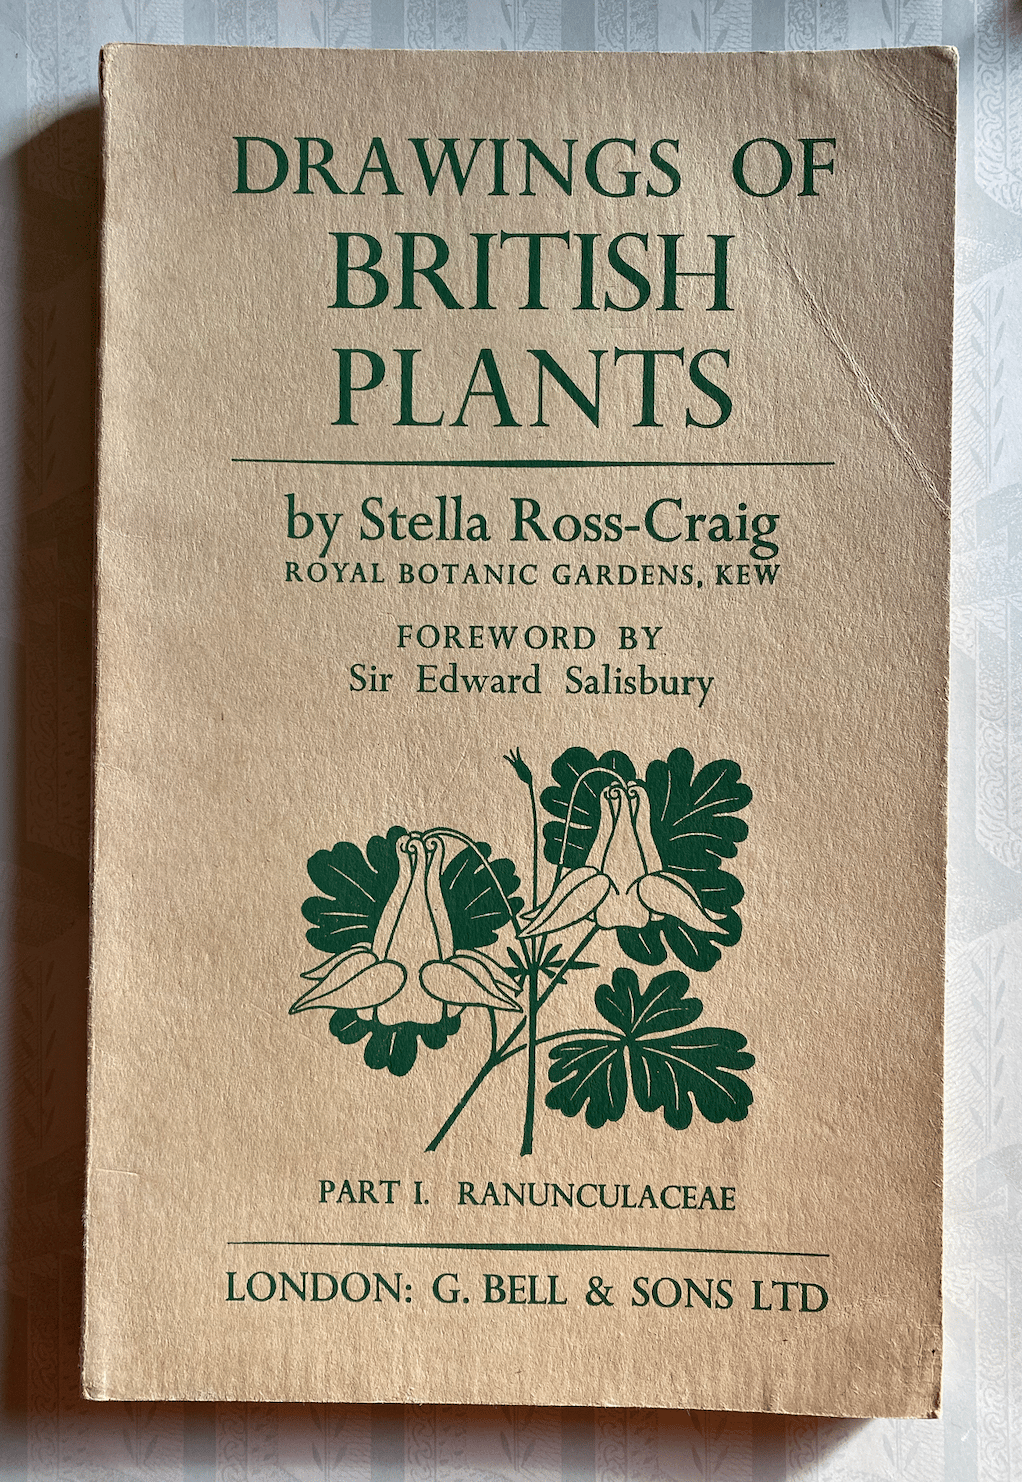 DRAWINGS OF
BRITISH
PLANTS
by Stella Ross-Craig
ROYAL BOTANIC GARDENS, KEW
FOREWORD BY
Sir Edward Salisbury
PART I. RANUNCULACEAE
LONDON: G. BELL & SONS LTD